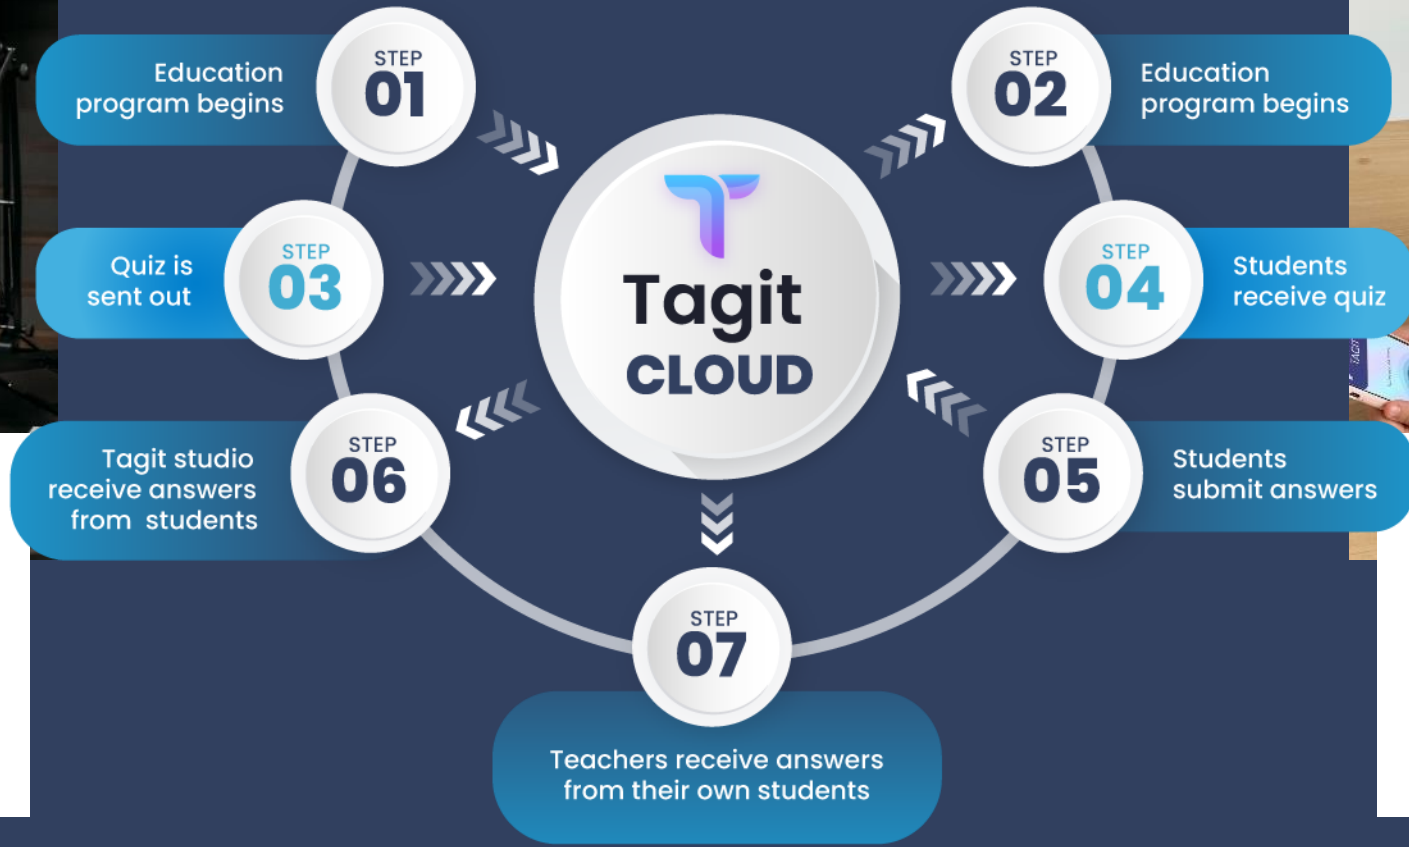 STEP
01
Education
program begins
STEP
02
Education
program begins
STEP
03
Quiz is
sent out
Tagit
CLOUD
STEP
04
Students
receive quiz
STEP
06
Tagit studio
receive answers
from students
STEP
05
Students
submit answers
STEP
07
Teachers receive answers
from their own students
TAGIT